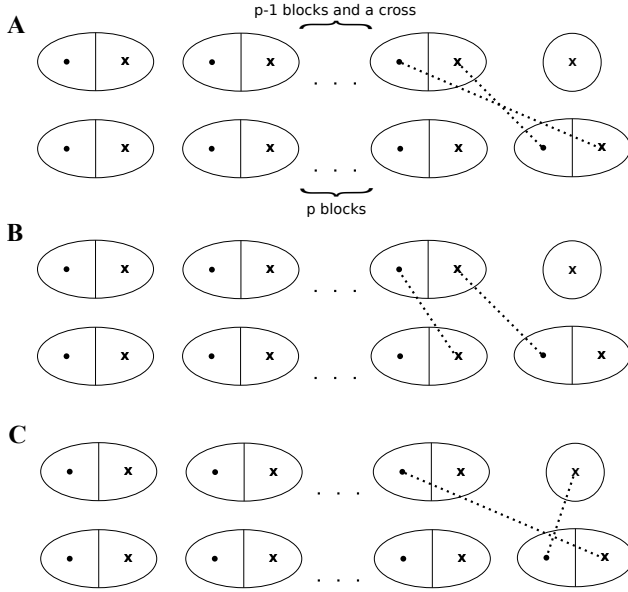 p-1 blocks and a cross
A
x x x x
. . .
x x x x
. . .
p blocks
B
x x x x
. . .
x x x x
. . .
C
x x x x
. . .
x x x x
. . .